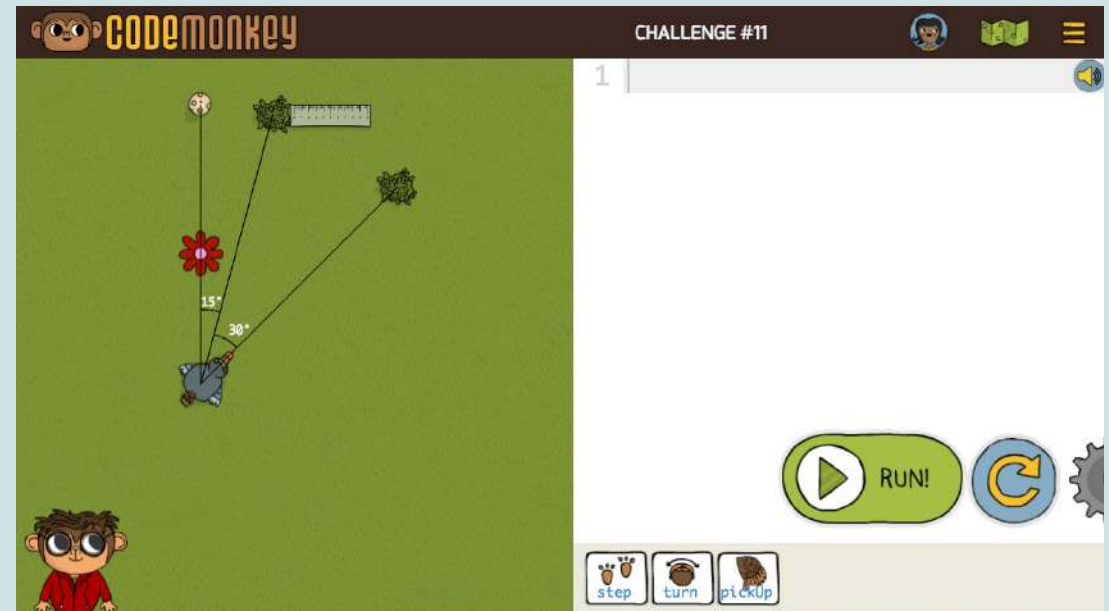 CODEMONKEY
CHALLENGE #11
1
15°
30°
RUN!
step
turn
pickUp